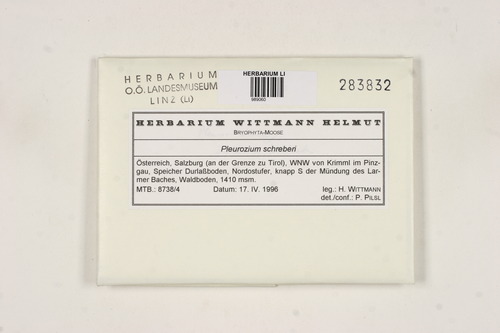 HERBARIUM
O.Ö. LANDESMUSEUM
LINZ (LI)
HERBARIUM LI
989060
283832
HERBARIUM WITTMANN HELMUT
BRYOPHYTA-MOOSE
Pleurozium schreberi
Österreich, Salzburg (an der Grenze zu Tirol), WNW von Krimml im Pinz-
gau, Speicher Durlaßboden, Nordostufer, knapp S der Mündung des Lar-
mer Baches, Waldboden, 1410 msm.
MTB.: 8738/4 Datum: 17. IV. 1996 leg.: H. WITTMANN
det./conf.: P. PILSL